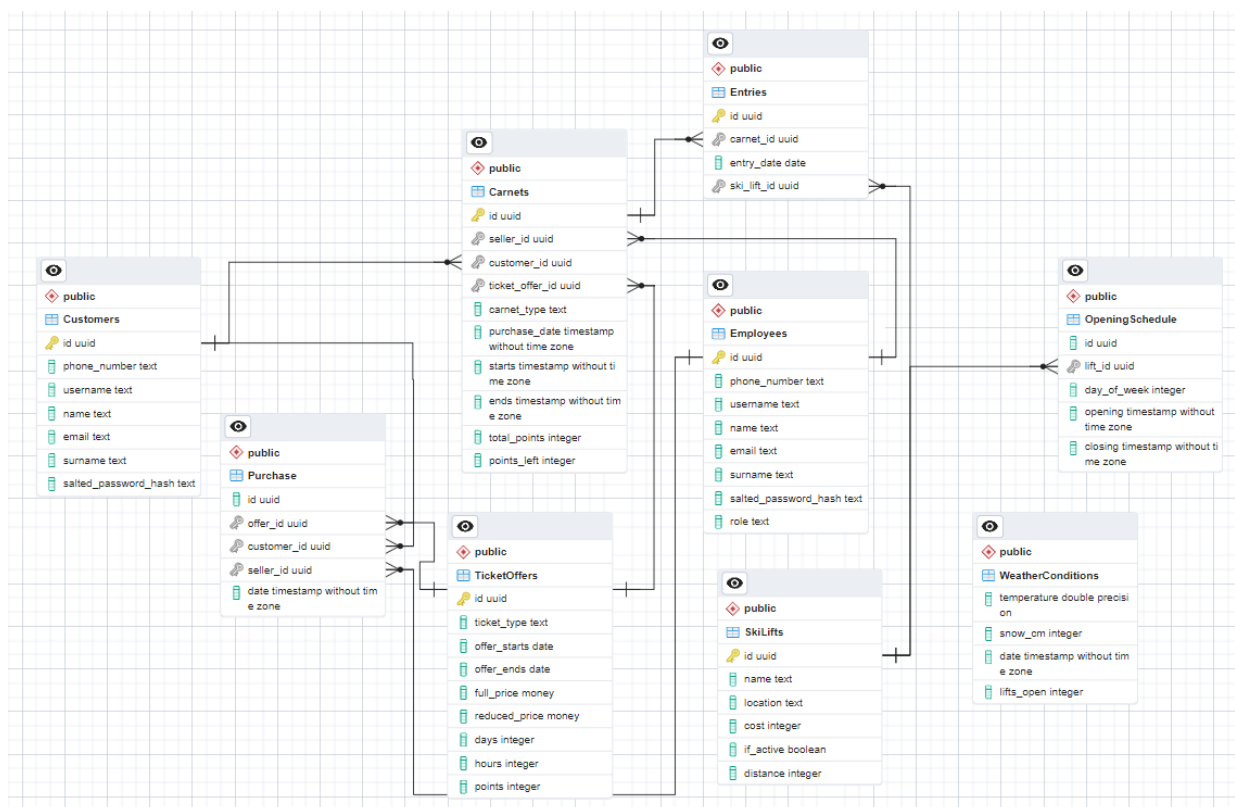 public
Entries
id uuid
carnet_id uuid
entry_date date
ski_lift_id uuid
public
Carnets
id uuid
seller_id uuid
customer_id uuid
ticket_offer_id uuid
carnet_type text
purchase_date timestamp
without time zone
starts timestamp without ti
me zone
ends timestamp without tim
e zone
total_points integer
points_left integer
public
Customers
id uuid
phone_number text
username text
name text
email text
surname text
salted_password_hash text
public
Employees
id uuid
phone_number text
username text
name text
email text
surname text
salted_password_hash text
role text
public
OpeningSchedule
id uuid
lift_id uuid
day_of_week integer
opening timestamp without
time zone
closing timestamp without ti
me zone
public
Purchase
id uuid
offer_id uuid
customer_id uuid
seller_id uuid
date timestamp without tim
e zone
public
TicketOffers
id uuid
ticket_type text
offer_starts date
offer_ends date
full_price money
reduced_price money
days integer
hours integer
points integer
public
SkiLifts
id uuid
name text
location text
cost integer
if_active boolean
distance integer
public
WeatherConditions
temperature double precisi
on
snow_cm integer
date timestamp without tim
e zone
lifts_open integer